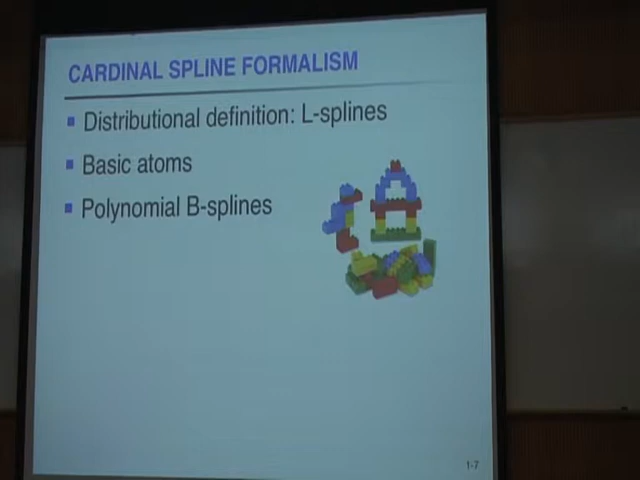 CARDINAL SPLINE FORMALISM
Distributional definition: L-splines
Basic atoms
Polynomial B-splines
1-7